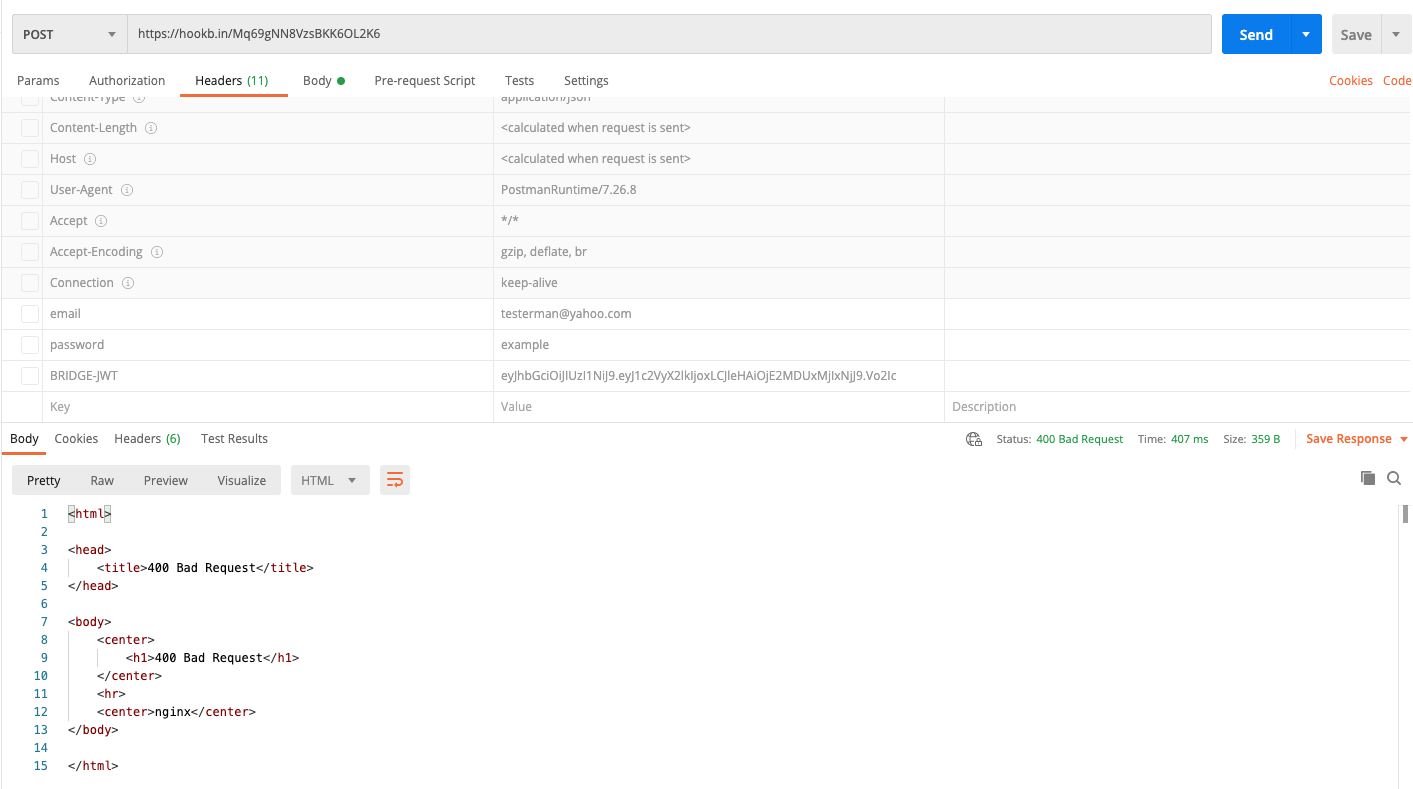 POST https://hookb.in/Mq69gNN8VzsBKK6OL2K6 Send Save
Params Authorization Headers (11) Body Pre-request Script Tests Settings Cookies Code
Content-Type application/json
Content-Length <calculated when request is sent>
Host <calculated when request is sent>
User-Agent PostmanRuntime/7.26.8
Accept */*
Accept-Encoding gzip, deflate, br
Connection keep-alive
email testerman@yahoo.com
password example
BRIDGE-JWT eyJhbGciOiJIUzI1NiJ9.eyJ1c2VyX2lkIjoxLCJleHAiOjE2MDUxMjIxNjJ9.Vo2Ic
Key Value Description
Body Cookies Headers (6) Test Results Status: 400 Bad Request Time: 407 ms Size: 359 B Save Response
Pretty Raw Preview Visualize HTML
1 <html>
2
3 <head>
4 <title>400 Bad Request</title>
5 </head>
6
7 <body>
8 <center>
9 <h1>400 Bad Request</h1>
10 </center>
11 <hr>
12 <center>nginx</center>
13 </body>
14
15 </html>